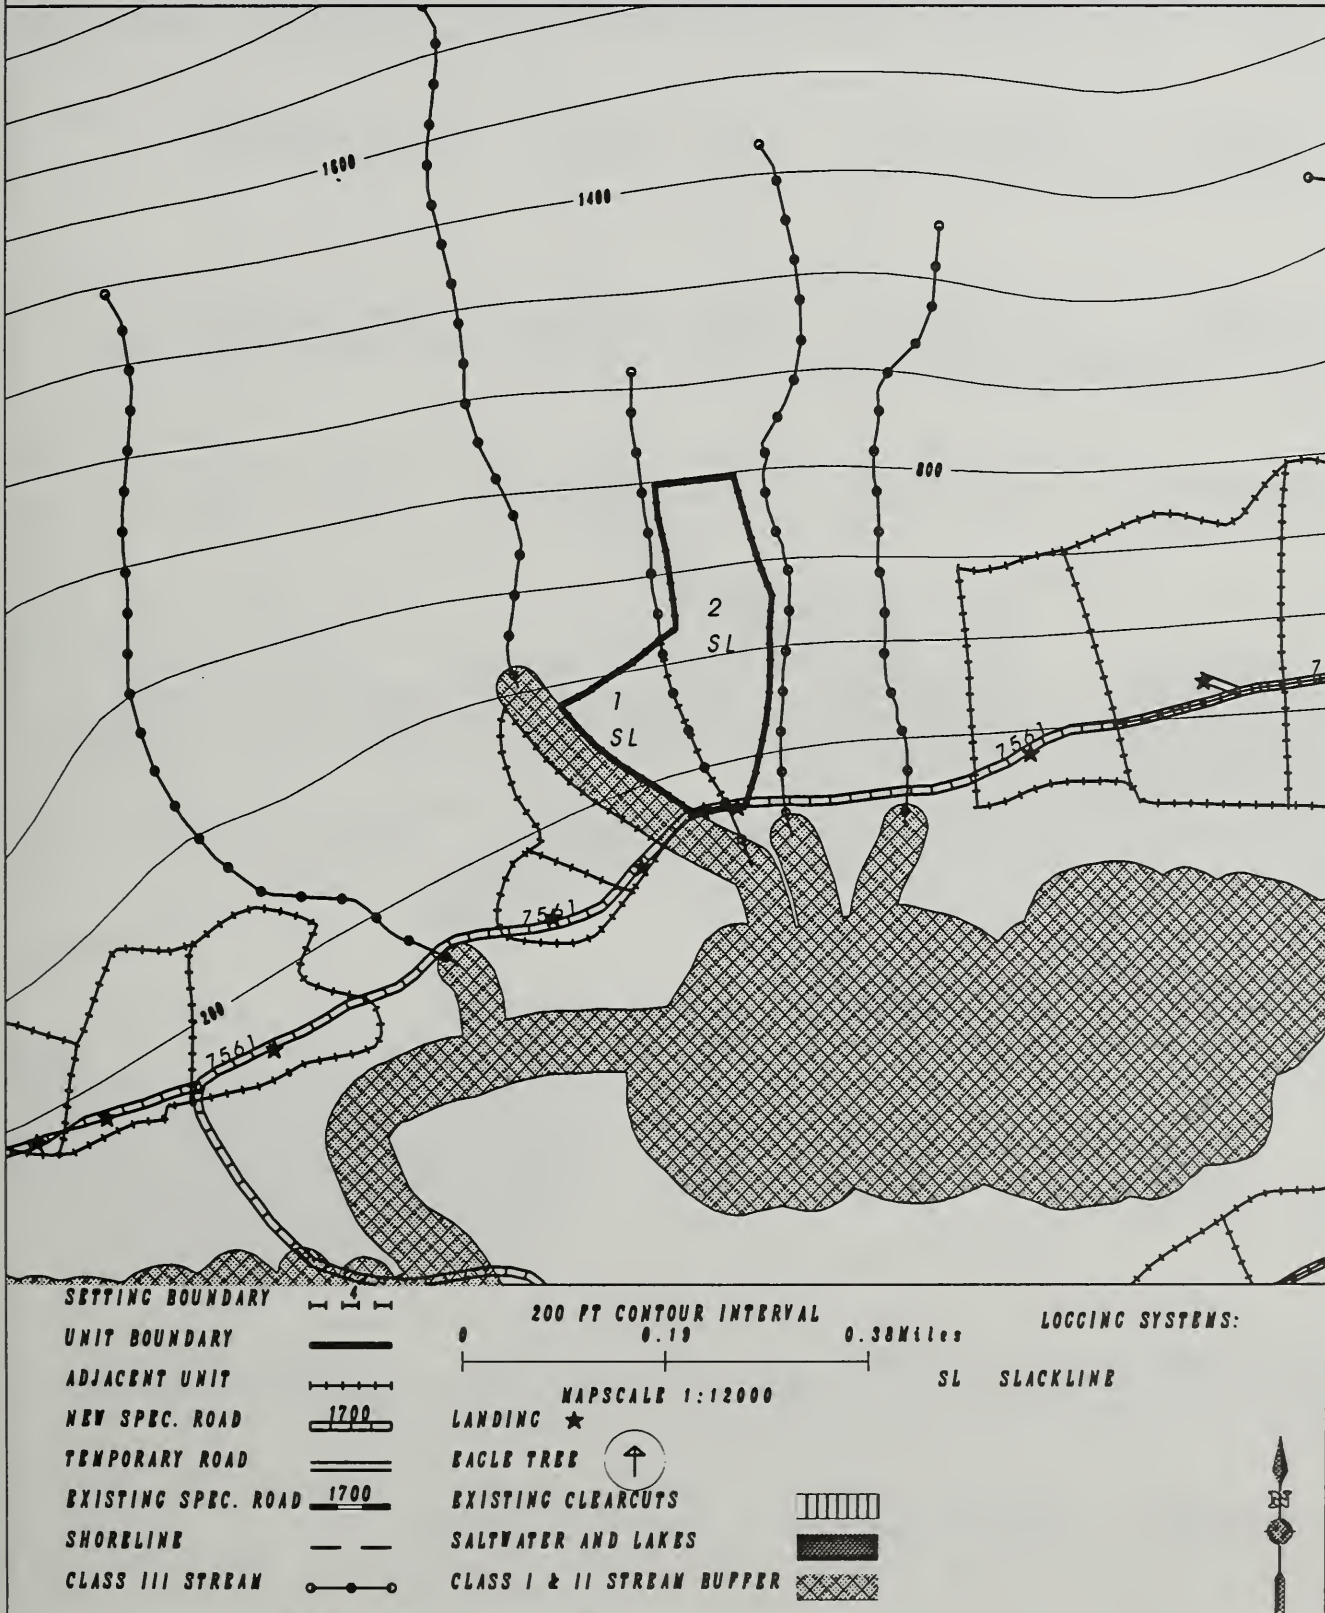 1600
1400
800
2
SL
1
SL
7561
7
7561
200
7561
SETTING BOUNDARY 4
UNIT BOUNDARY
ADJACENT UNIT
NEW SPEC. ROAD 1700
TEMPORARY ROAD
EXISTING SPEC. ROAD 1700
SHORELINE
CLASS III STREAM
200 FT CONTOUR INTERVAL
0 0.19 0.38Miles
MAPSCALE 1:12000
LANDING
EAGLE TREE
EXISTING CLEARCUTS
SALTWATER AND LAKES
CLASS I & II STREAM BUFFER
LOGGING SYSTEMS:
SL SLACKLINE
N